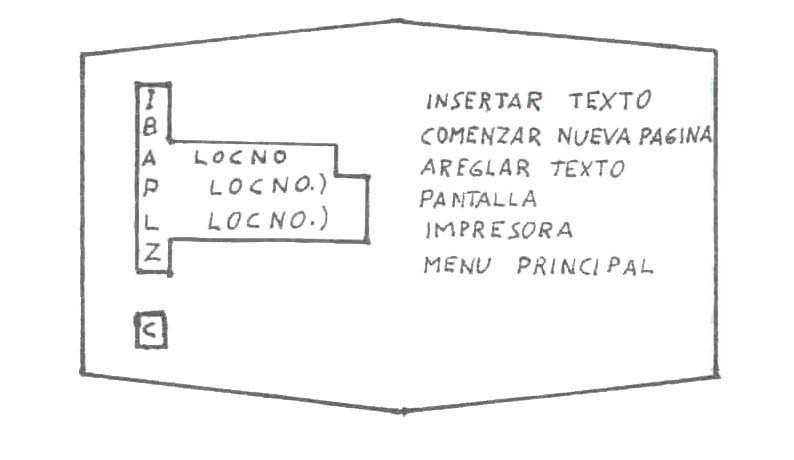 I INSERTAR TEXTO
B COMENZAR NUEVA PAGINA
A LOCNO AREGLAR TEXTO
P LOCNO.) PANTALLA
L LOCNO.) IMPRESORA
Z MENU PRINCIPAL
C